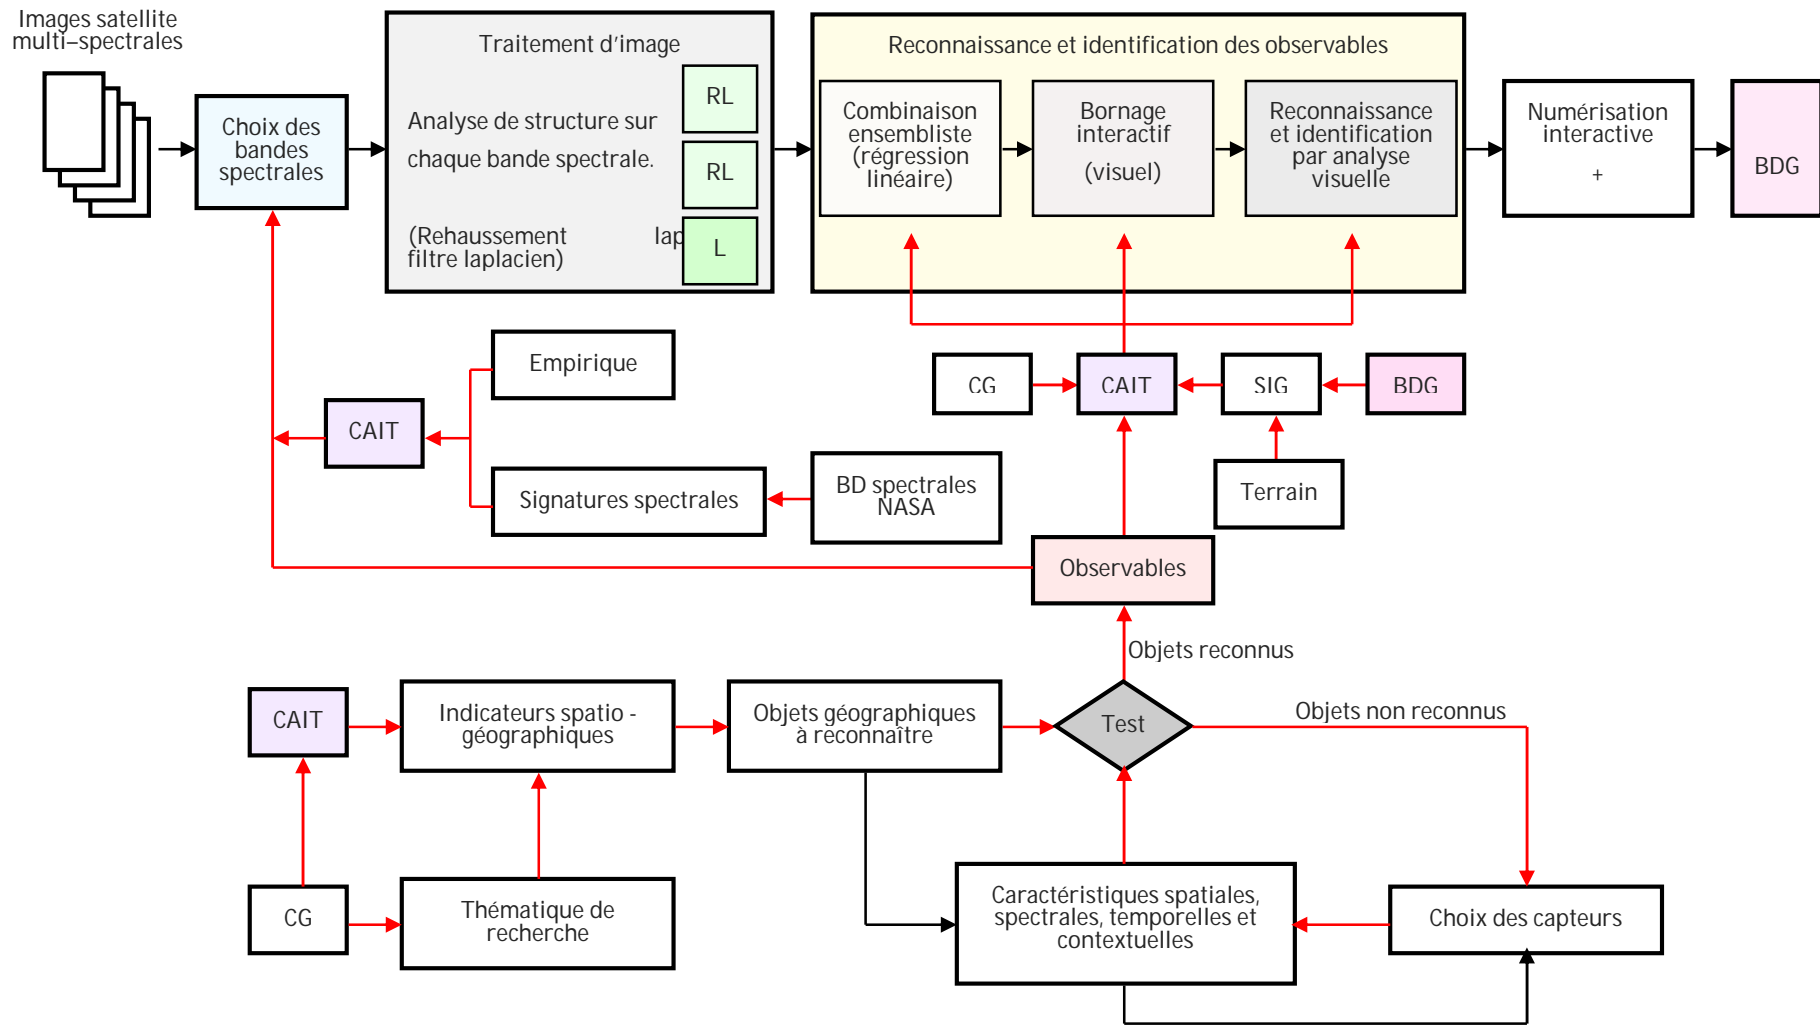 Images satellite
multi-spectrales
Choix des
bandes
spectrales
Traitement d'image
Analyse de structure sur
chaque bande spectrale.
(Rehaussement lap
filtre laplacien)
RL
RL
L
Reconnaissance et identification des observables
Combinaison
ensembliste
(régression
linéaire)
Bornage
interactif
(visuel)
Reconnaissance
et identification
par analyse
visuelle
Numérisation
interactive
+
BDG
Empirique
CAIT
Signatures spectrales
BD spectrales
NASA
CG
CAIT
SIG
BDG
Terrain
Observables
Objets reconnus
CAIT
Indicateurs spatio -
géographiques
Objets géographiques
à reconnaître
Test
Objets non reconnus
CG
Thématique de
recherche
Caractéristiques spatiales,
spectrales, temporelles et
contextuelles
Choix des capteurs